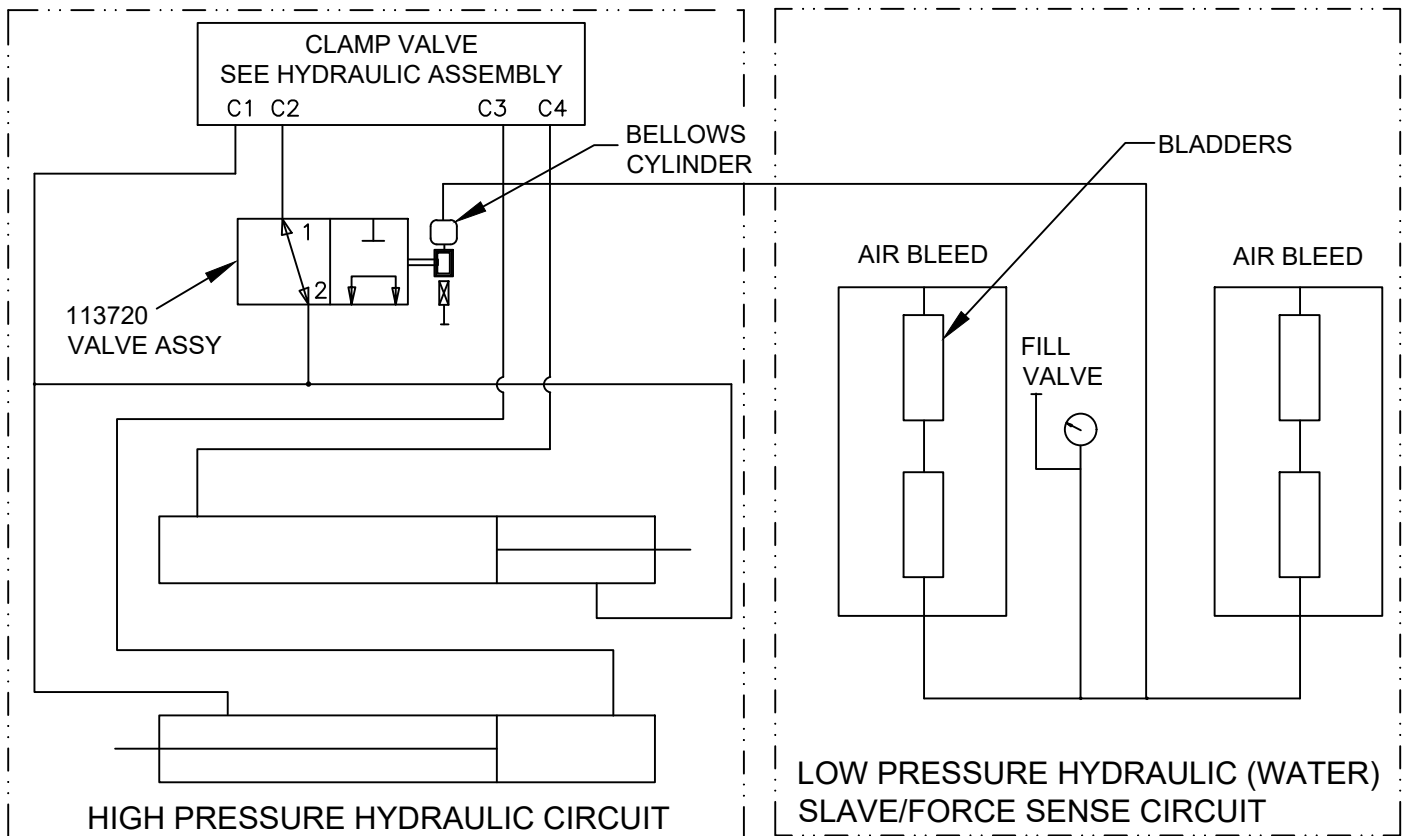 CLAMP VALVE
SEE HYDRAULIC ASSEMBLY
C1 C2 C3 C4
BELLOWS
CYLINDER
1
2
113720
VALVE ASSY
HIGH PRESSURE HYDRAULIC CIRCUIT
BLADDERS
AIR BLEED
AIR BLEED
FILL
VALVE
LOW PRESSURE HYDRAULIC (WATER)
SLAVE/FORCE SENSE CIRCUIT